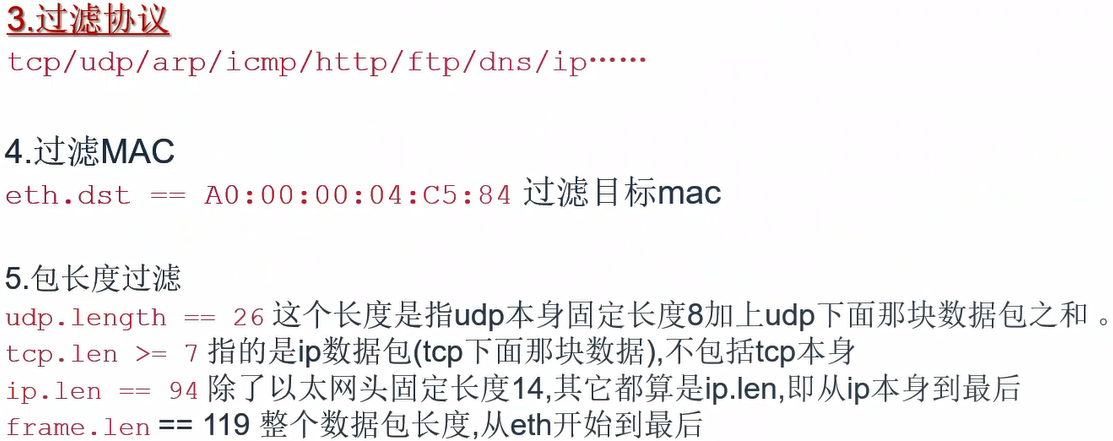 3.过滤协议
tcp/udp/arp/icmp/http/ftp/dns/ip……
4.过滤MAC
eth.dst == A0:00:00:04:C5:84 过滤目标mac
5.包长度过滤
udp.length == 26 这个长度是指udp本身固定长度8加上udp下面那块数据包之和。
tcp.len >= 7 指的是ip数据包(tcp下面那块数据),不包括tcp本身
ip.len == 94 除了以太网头固定长度14,其它都算是ip.len,即从ip本身到最后
frame.len == 119 整个数据包长度,从eth开始到最后